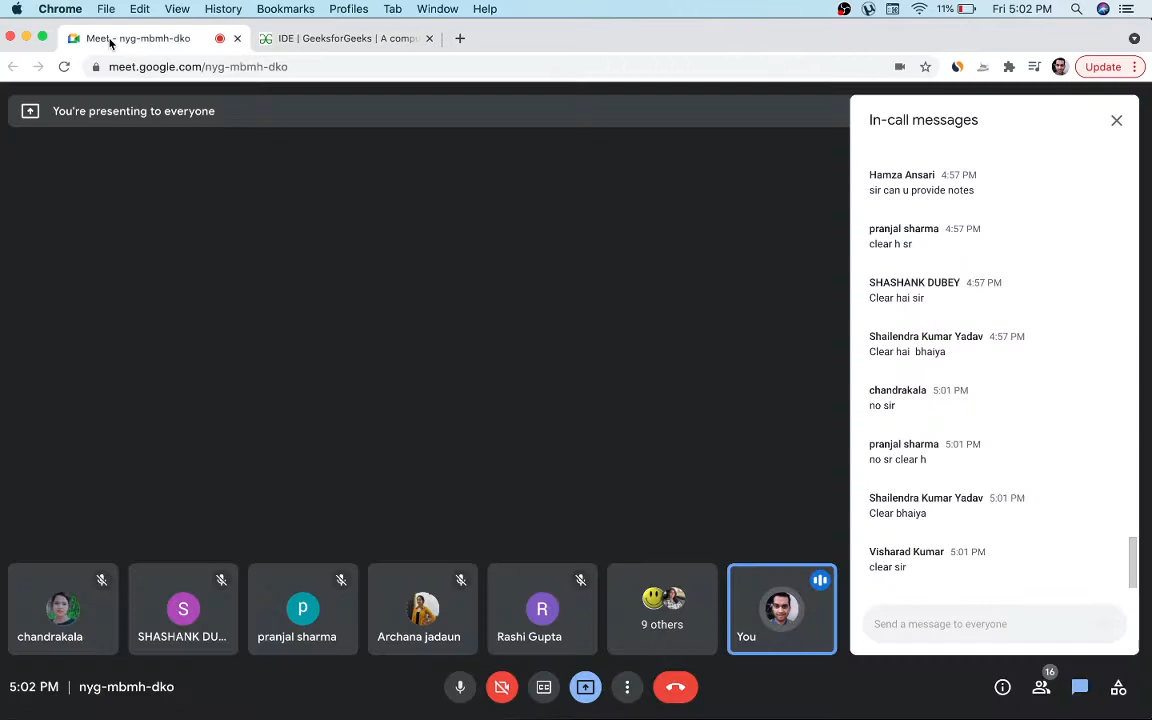 Chrome File Edit View History Bookmarks Profiles Tab Window Help 11% Fri 5:02 PM
Meet - nyg-mbmh-dko IDE | GeeksforGeeks | A compu
meet.google.com/nyg-mbmh-dko Update
You're presenting to everyone
In-call messages
Hamza Ansari 4:57 PM
sir can u provide notes
pranjal sharma 4:57 PM
clear h sr
SHASHANK DUBEY 4:57 PM
Clear hai sir
Shailendra Kumar Yadav 4:57 PM
Clear hai bhaiya
chandrakala 5:01 PM
no sir
pranjal sharma 5:01 PM
no sr clear h
Shailendra Kumar Yadav 5:01 PM
Clear bhaiya
Visharad Kumar 5:01 PM
clear sir
Send a message to everyone
S p R
9 others
chandrakala SHASHANK DU... pranjal sharma Archana jadaun Rashi Gupta You
5:02 PM | nyg-mbmh-dko 16